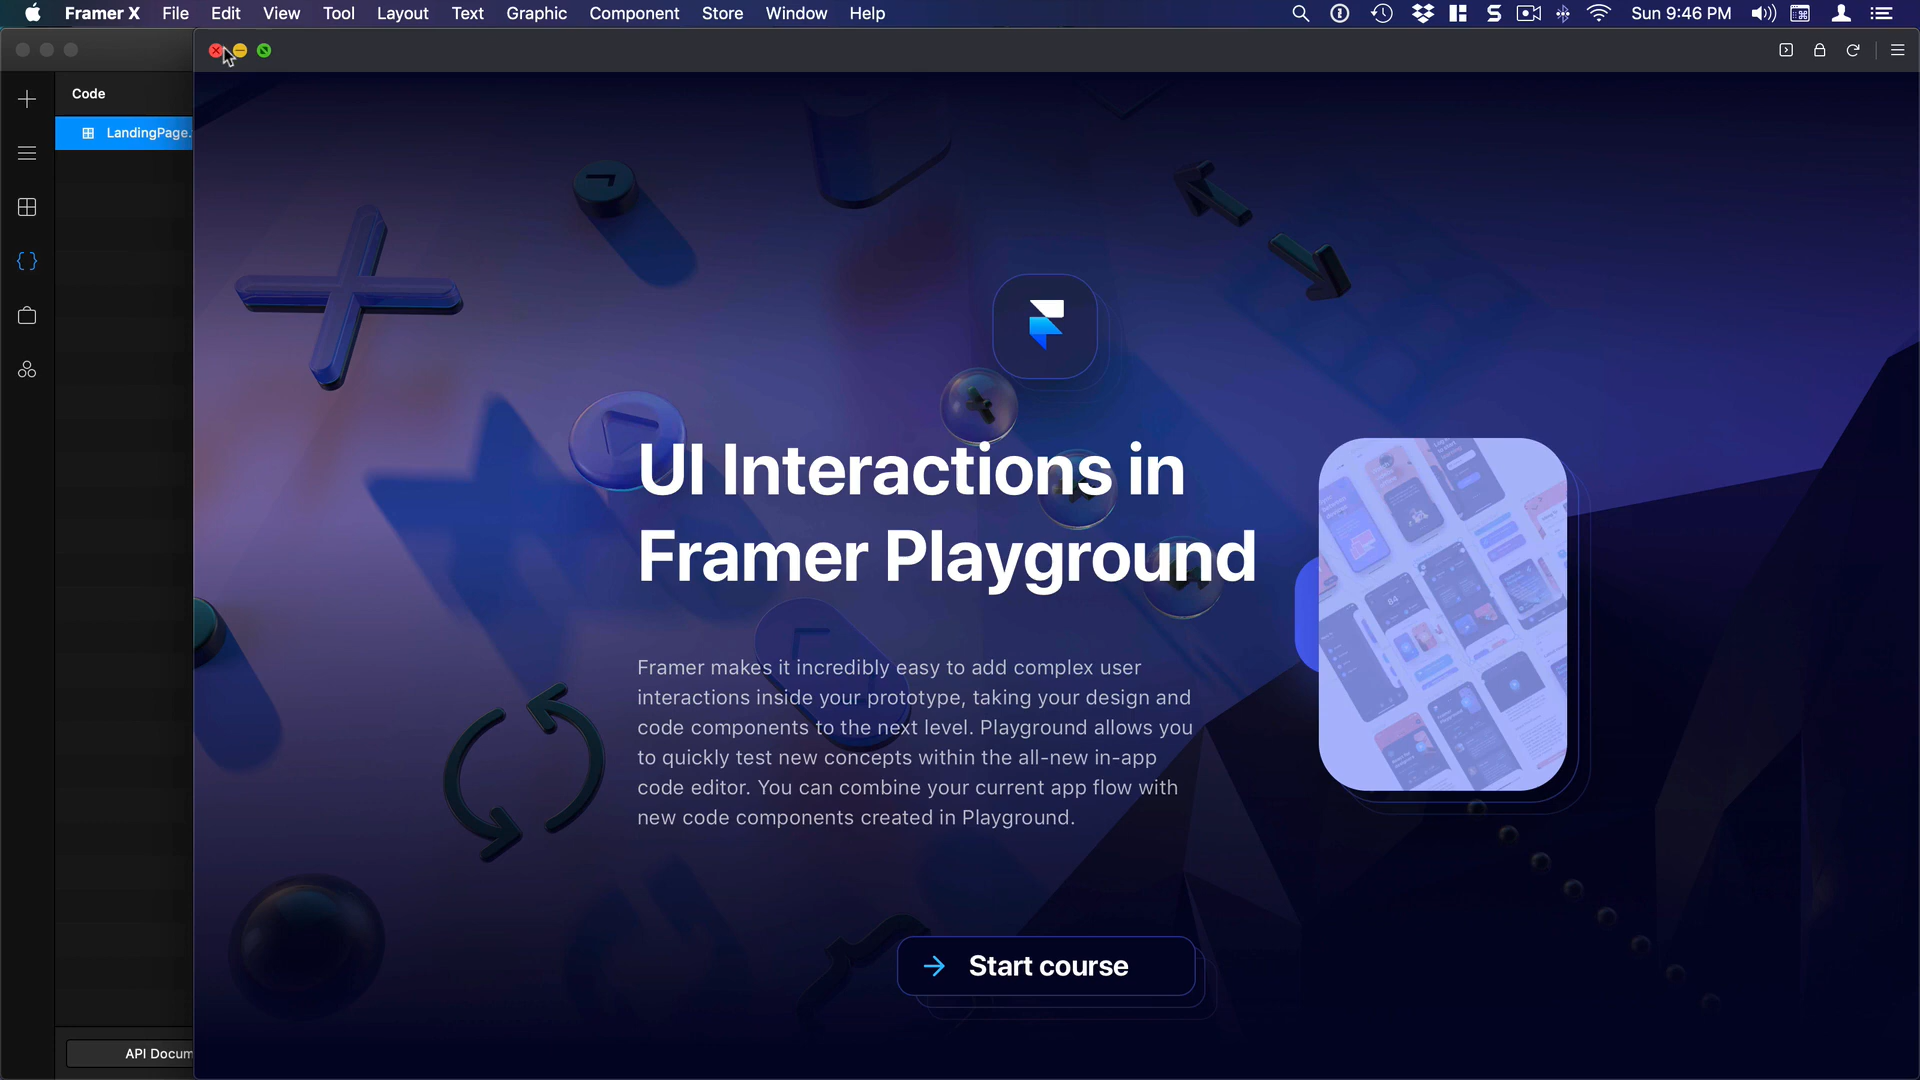 Framer X File Edit View Tool Layout Text Graphic Component Store Window Help Sun 9:46 PM
Code
LandingPage.
UI Interactions in
Framer Playground
Framer makes it incredibly easy to add complex user
interactions inside your prototype, taking your design and
code components to the next level. Playground allows you
to quickly test new concepts within the all-new in-app
code editor. You can combine your current app flow with
new code components created in Playground.
84
Start course
API Docum